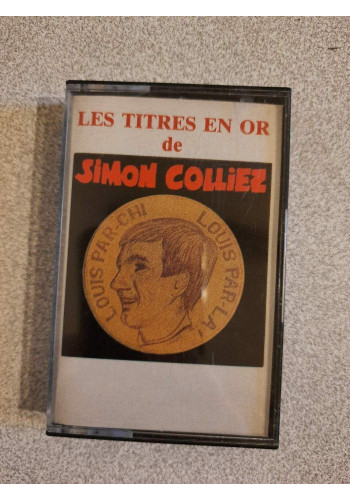 LES TITRES EN OR
de
SiMON COLLiEZ
LOUIS PAR-CHI
LOUIS PAR-LA !